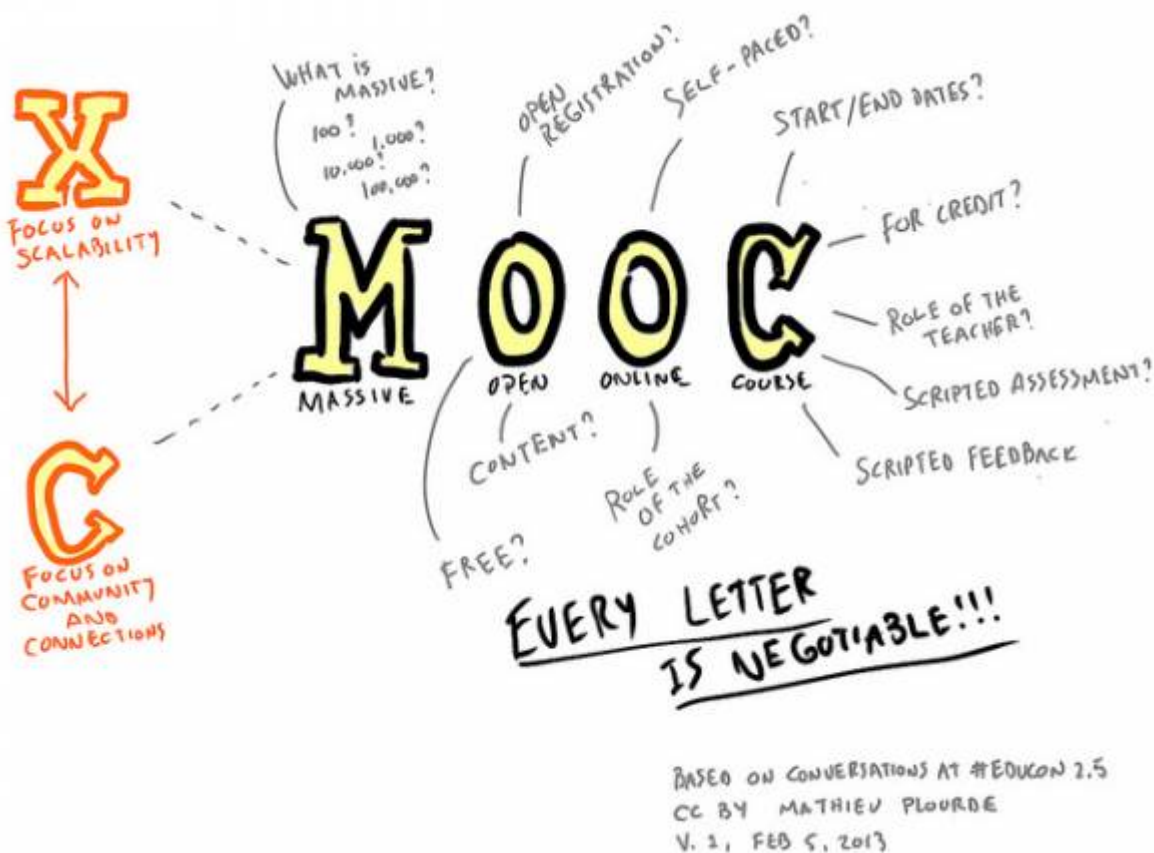 X
FOCUS ON
SCALABILITY
C
FOCUS ON
COMMUNITY
AND
CONNECTIONS
WHAT is
MASSIVE?
100?
1,000?
10,000?
100,000?
OPEN
REGISTRATION?
SELF-PACED?
START/END DATES?
FOR CREDIT?
ROLE OF THE
TEACHER?
SCRIPTED ASSESSMENT?
SCRIPTED FEEDBACK
MOOC
MASSIVE OPEN ONLINE COURSE
CONTENT?
FREE?
ROLE
OF THE
COHORT?
EVERY LETTER
IS NEGOTIABLE!!!
BASED ON CONVERSATIONS AT #EDUCON 2.5
CC BY MATHIEU PLOURDE
V. 2, FEB 5, 2013